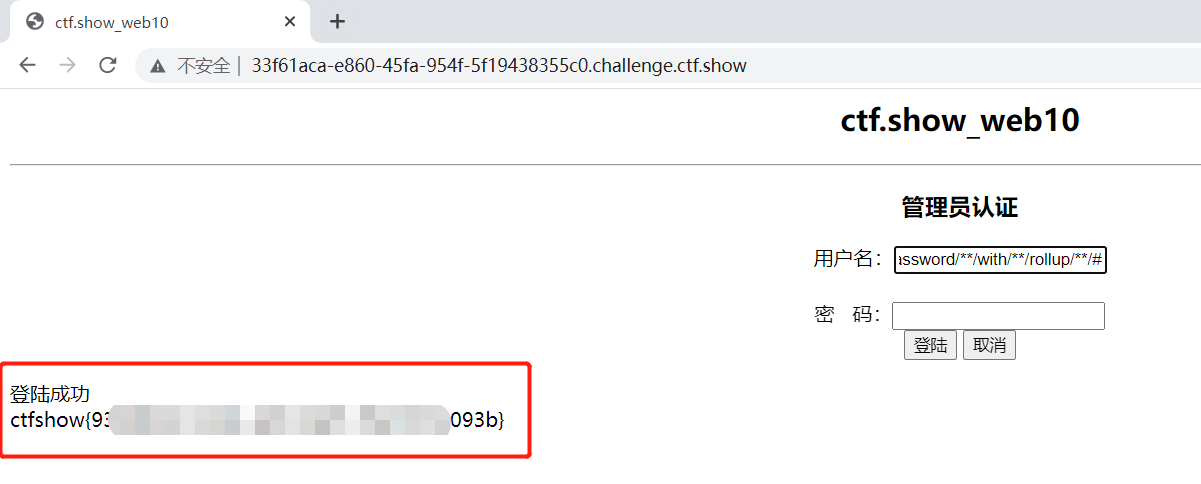 ctf.show_web10
不安全 | 33f61aca-e860-45fa-954f-5f19438355c0.challenge.ctf.show
ctf.show_web10
管理员认证
用户名： assword/**/with/**/rollup/**/#
密 码：
登陆 取消
登陆成功
ctfshow{93 093b}